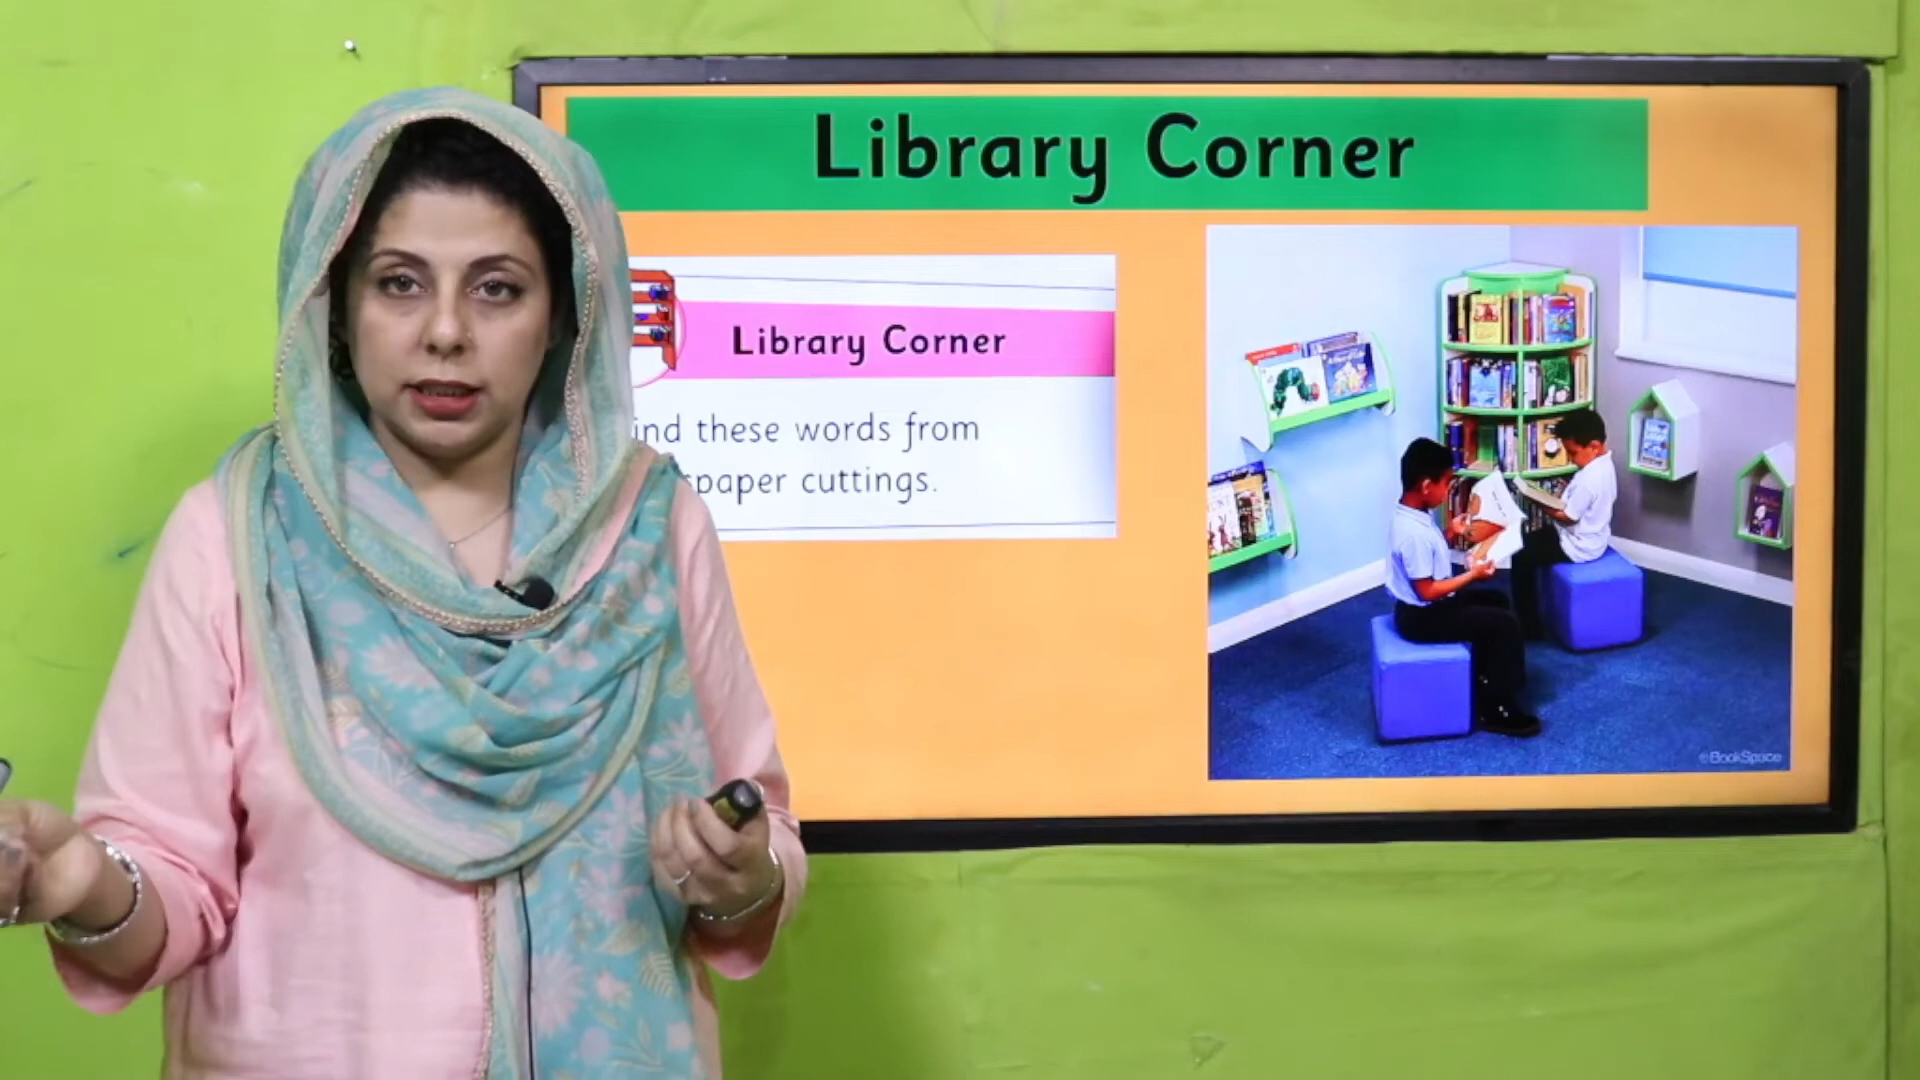 Library Corner
Library Corner
ind these words from
spaper cuttings.
©BookSpace